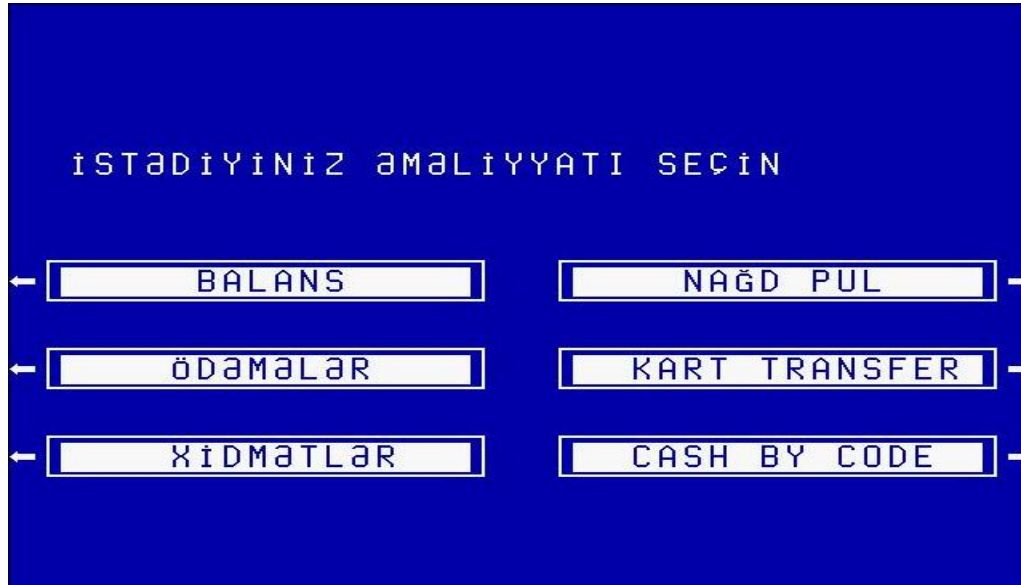 İSTƏDİYİNİZ ƏMƏLİYYATI SEÇİN
BALANS
NAĞD PUL
ÖDƏMƏLƏR
KART TRANSFER
XİDMƏTLƏR
CASH BY CODE